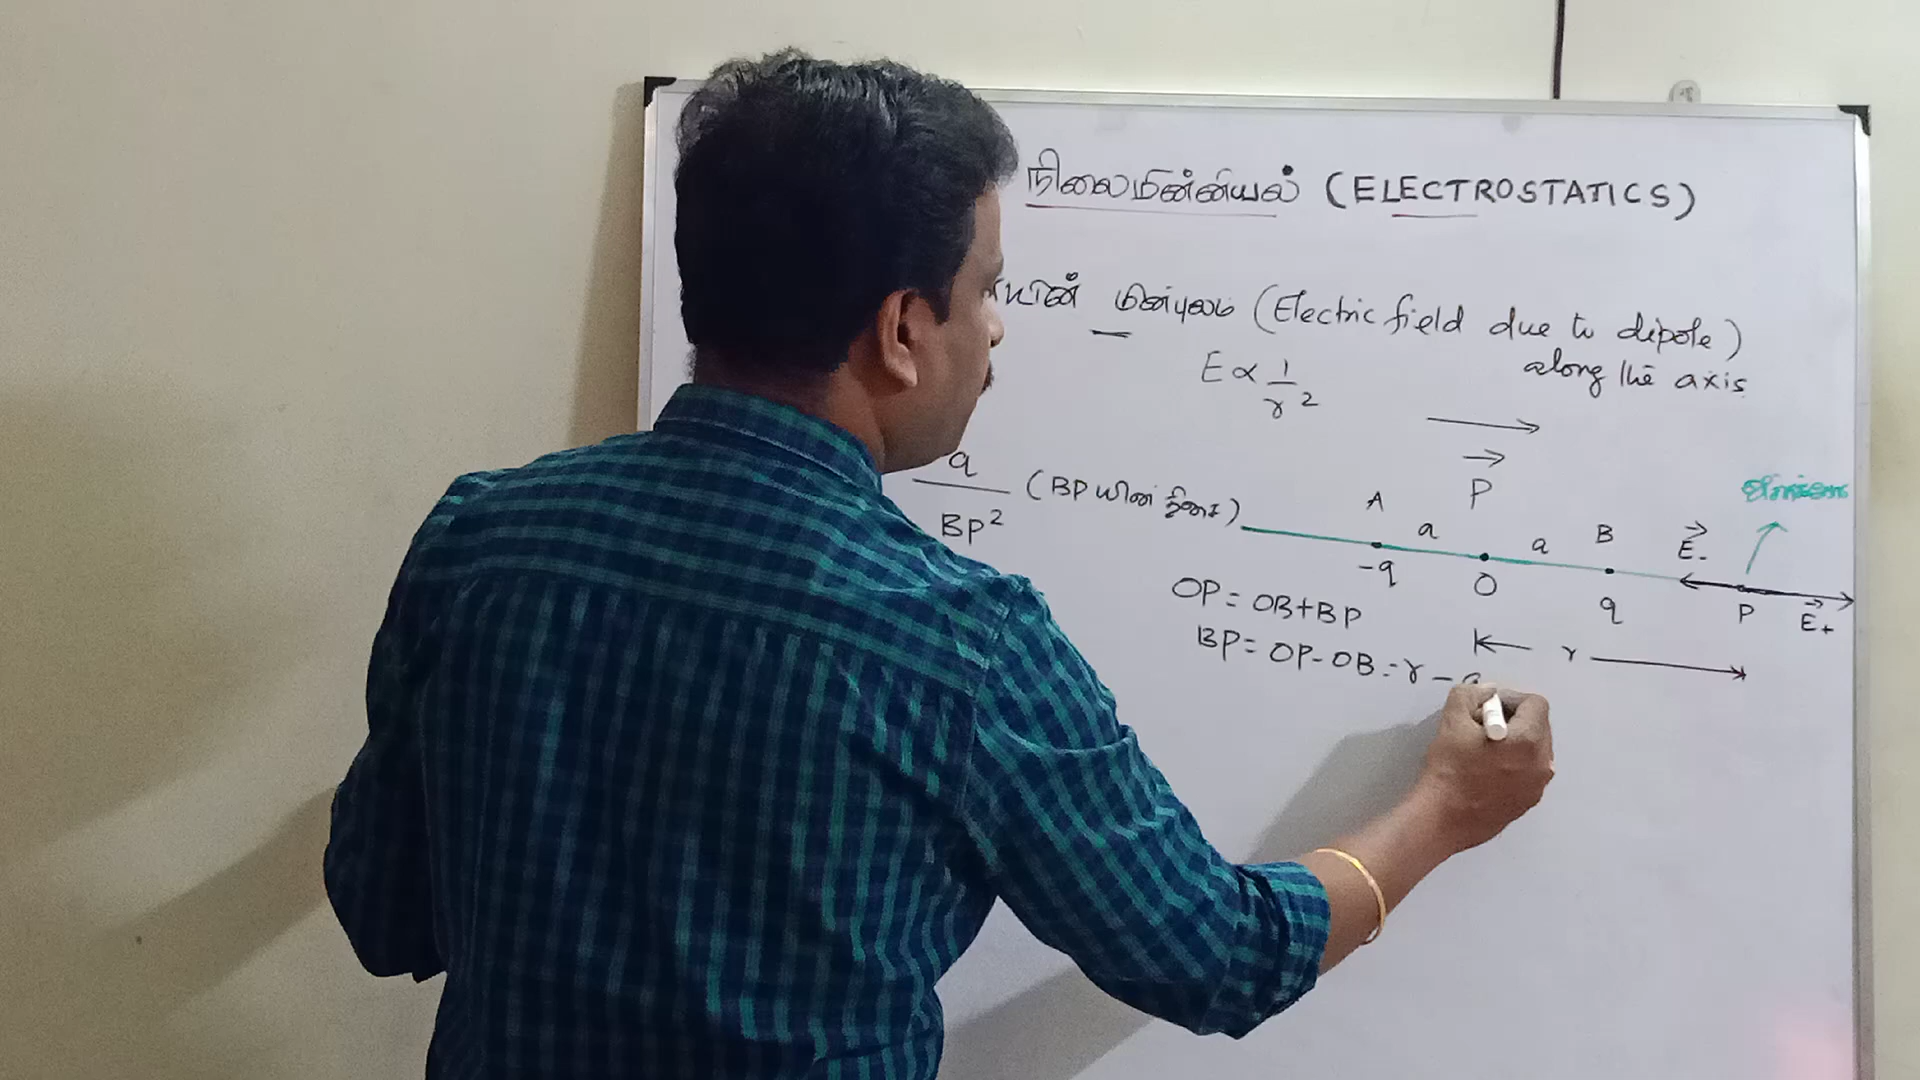 நிலைமின்னியல் (ELECTROSTATICS)
மின்புலம் (Electric field due to dipole)
along the axis
E ∝ 1/r²
p⃗
q/BP² (BP யின் திசை)
A a a B E⃗₋
-q O q P E⃗₊
OP = OB+BP
r
BP = OP-OB = r - a